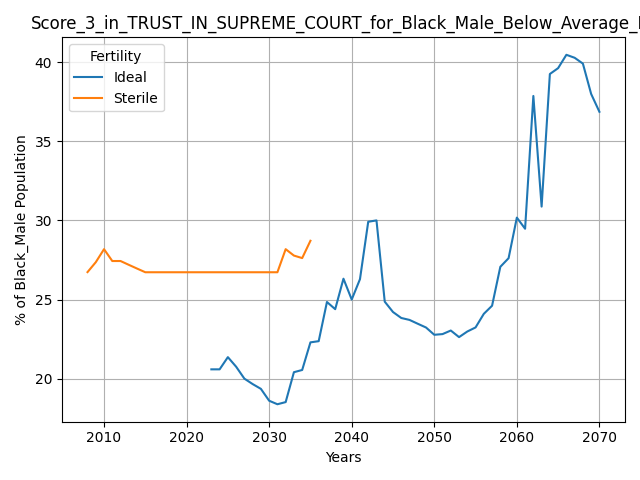 Score_3_in_TRUST_IN_SUPREME_COURT_for_Black_Male_Below_Average_
Fertility
Ideal
Sterile
% of Black_Male Population
40
35
30
25
20
2010 2020 2030 2040 2050 2060 2070
Years